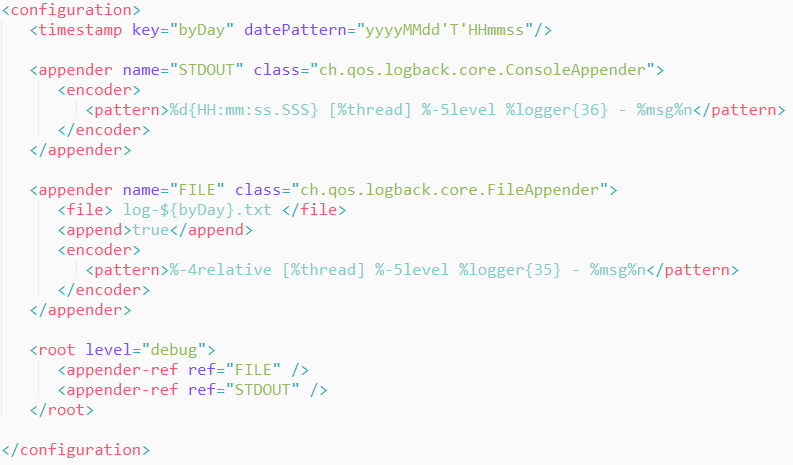 <configuration>
<timestamp key="byDay" datePattern="yyyyMMdd'T'HHmmss"/>
<appender name="STDOUT" class="ch.qos.logback.core.ConsoleAppender">
<encoder>
<pattern>%d{HH:mm:ss.SSS} [%thread] %-5level %logger{36} - %msg%n</pattern>
</encoder>
</appender>
<appender name="FILE" class="ch.qos.logback.core.FileAppender">
<file> log-${byDay}.txt </file>
<append>true</append>
<encoder>
<pattern>%-4relative [%thread] %-5level %logger{35} - %msg%n</pattern>
</encoder>
</appender>
<root level="debug">
<appender-ref ref="FILE" />
<appender-ref ref="STDOUT" />
</root>
</configuration>